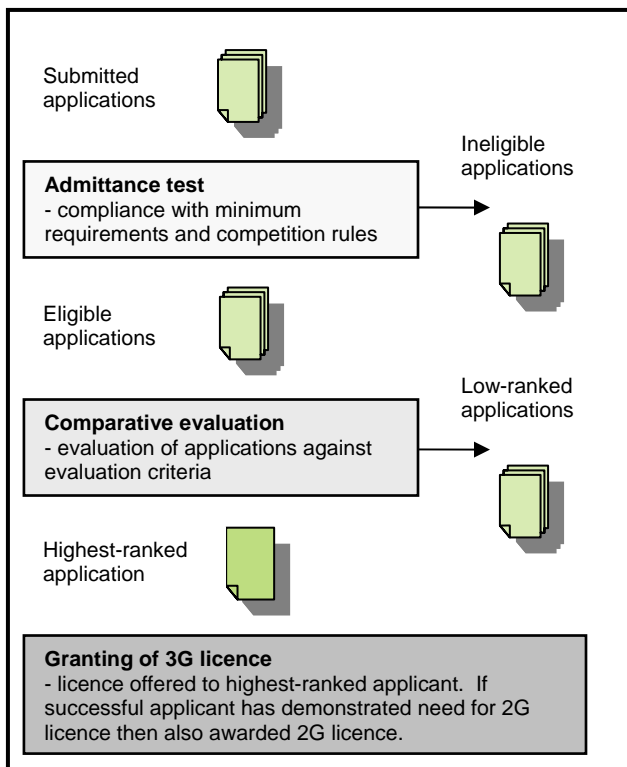 Submitted
applications
Ineligible
applications
Admittance test
- compliance with minimum
requirements and competition rules
Eligible
applications
Low-ranked
applications
Comparative evaluation
- evaluation of applications against
evaluation criteria
Highest-ranked
application
Granting of 3G licence
- licence offered to highest-ranked applicant. If
successful applicant has demonstrated need for 2G
licence then also awarded 2G licence.